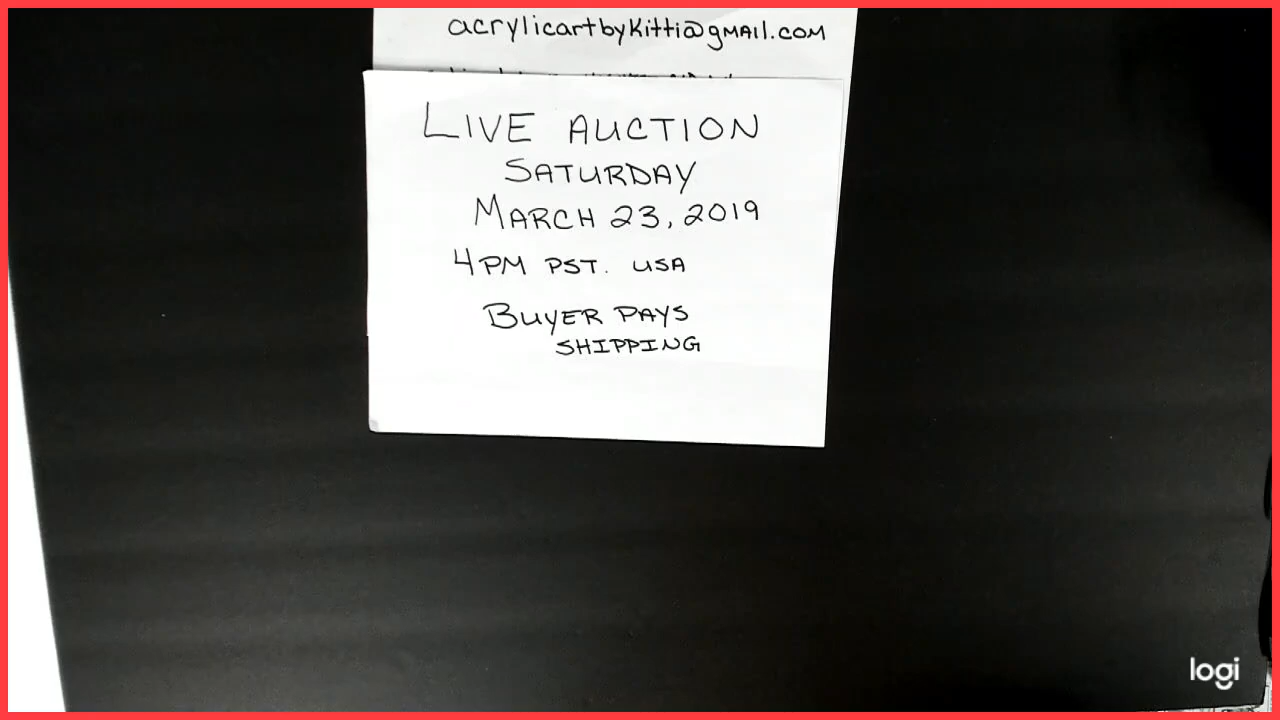 acrylicartbyKitti@gmail.com
LIVE AUCTION
SATURDAY
MARCH 23, 2019
4PM PST. USA
BUYER PAYS
SHIPPING
logi